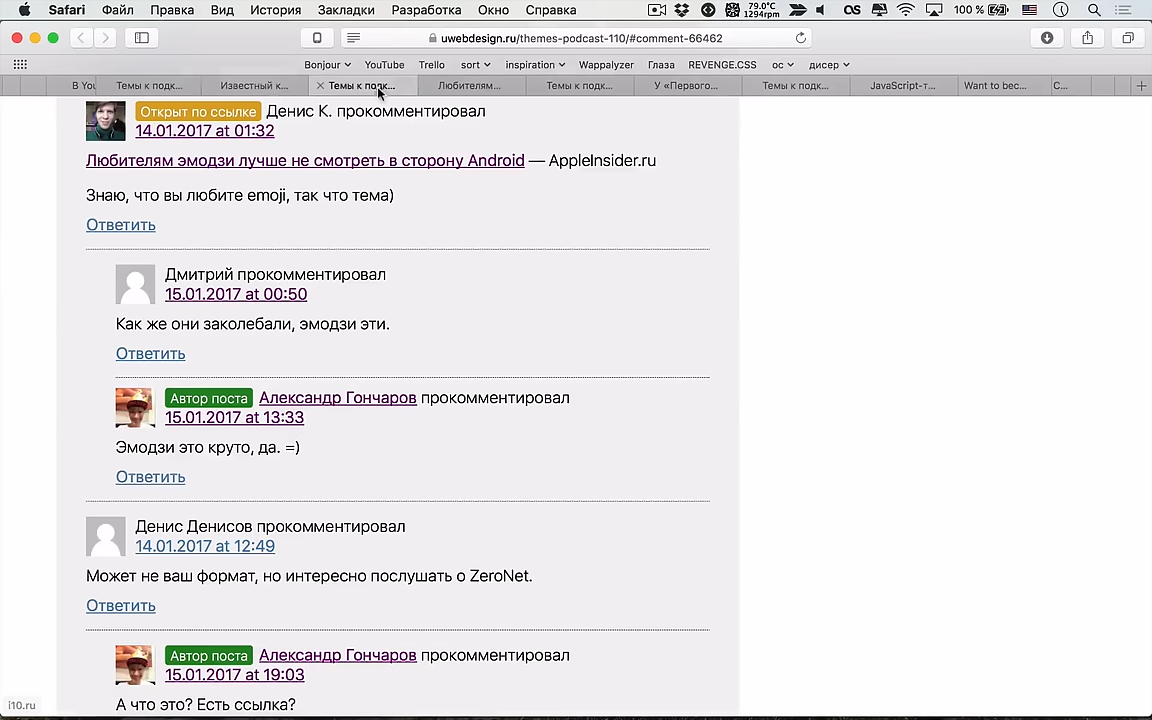 Safari Файл Правка Вид История Закладки Разработка Окно Справка 79.0°C 1294rpm 100 %
uwebdesign.ru/themes-podcast-110/#comment-66462
Bonjour YouTube Trello sort inspiration Wappalyzer Глаза REVENGE.CSS ос дисер
В You Темы к подк... Известный к... Темы к подк... Любителям... Темы к подк... У «Первого... Темы к подк... JavaScript-т... Want to bec... С...
Открыт по ссылке Денис К. прокомментировал
14.01.2017 at 01:32
Любителям эмодзи лучше не смотреть в сторону Android — AppleInsider.ru
Знаю, что вы любите emoji, так что тема)
Ответить
Дмитрий прокомментировал
15.01.2017 at 00:50
Как же они заколебали, эмодзи эти.
Ответить
Автор поста Александр Гончаров прокомментировал
15.01.2017 at 13:33
Эмодзи это круто, да. =)
Ответить
Денис Денисов прокомментировал
14.01.2017 at 12:49
Может не ваш формат, но интересно послушать о ZeroNet.
Ответить
Автор поста Александр Гончаров прокомментировал
15.01.2017 at 19:03
А что это? Есть ссылка?
i10.ru